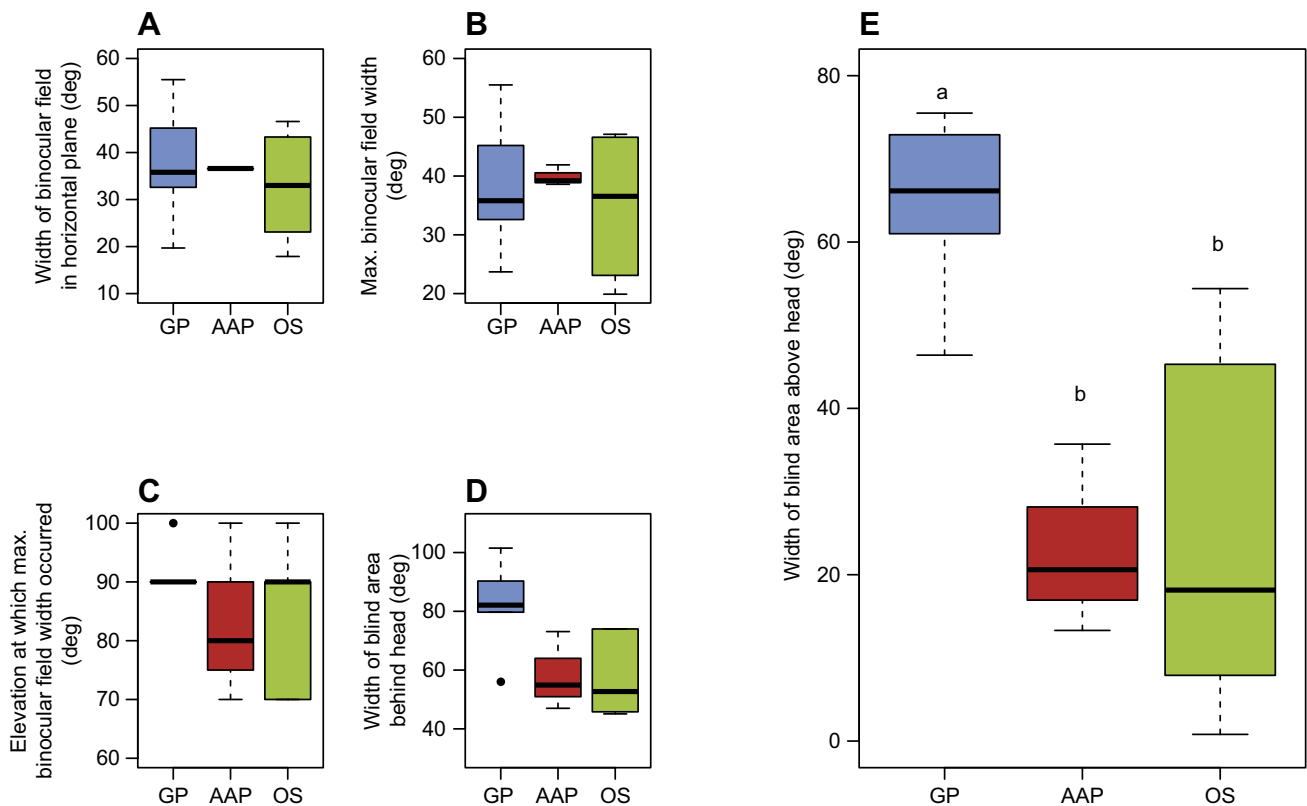 A
Width of binocular field
in horizontal plane (deg)
60
50
40
30
20
10
GP AAP OS
B
Max. binocular field width
(deg)
60
50
40
30
20
GP AAP OS
C
Elevation at which max.
binocular field width occurred
(deg)
100
90
80
70
60
GP AAP OS
D
Width of blind area
behind head (deg)
100
80
60
40
GP AAP OS
E
Width of blind area above head (deg)
80
60
40
20
0
a
b
b
GP AAP OS